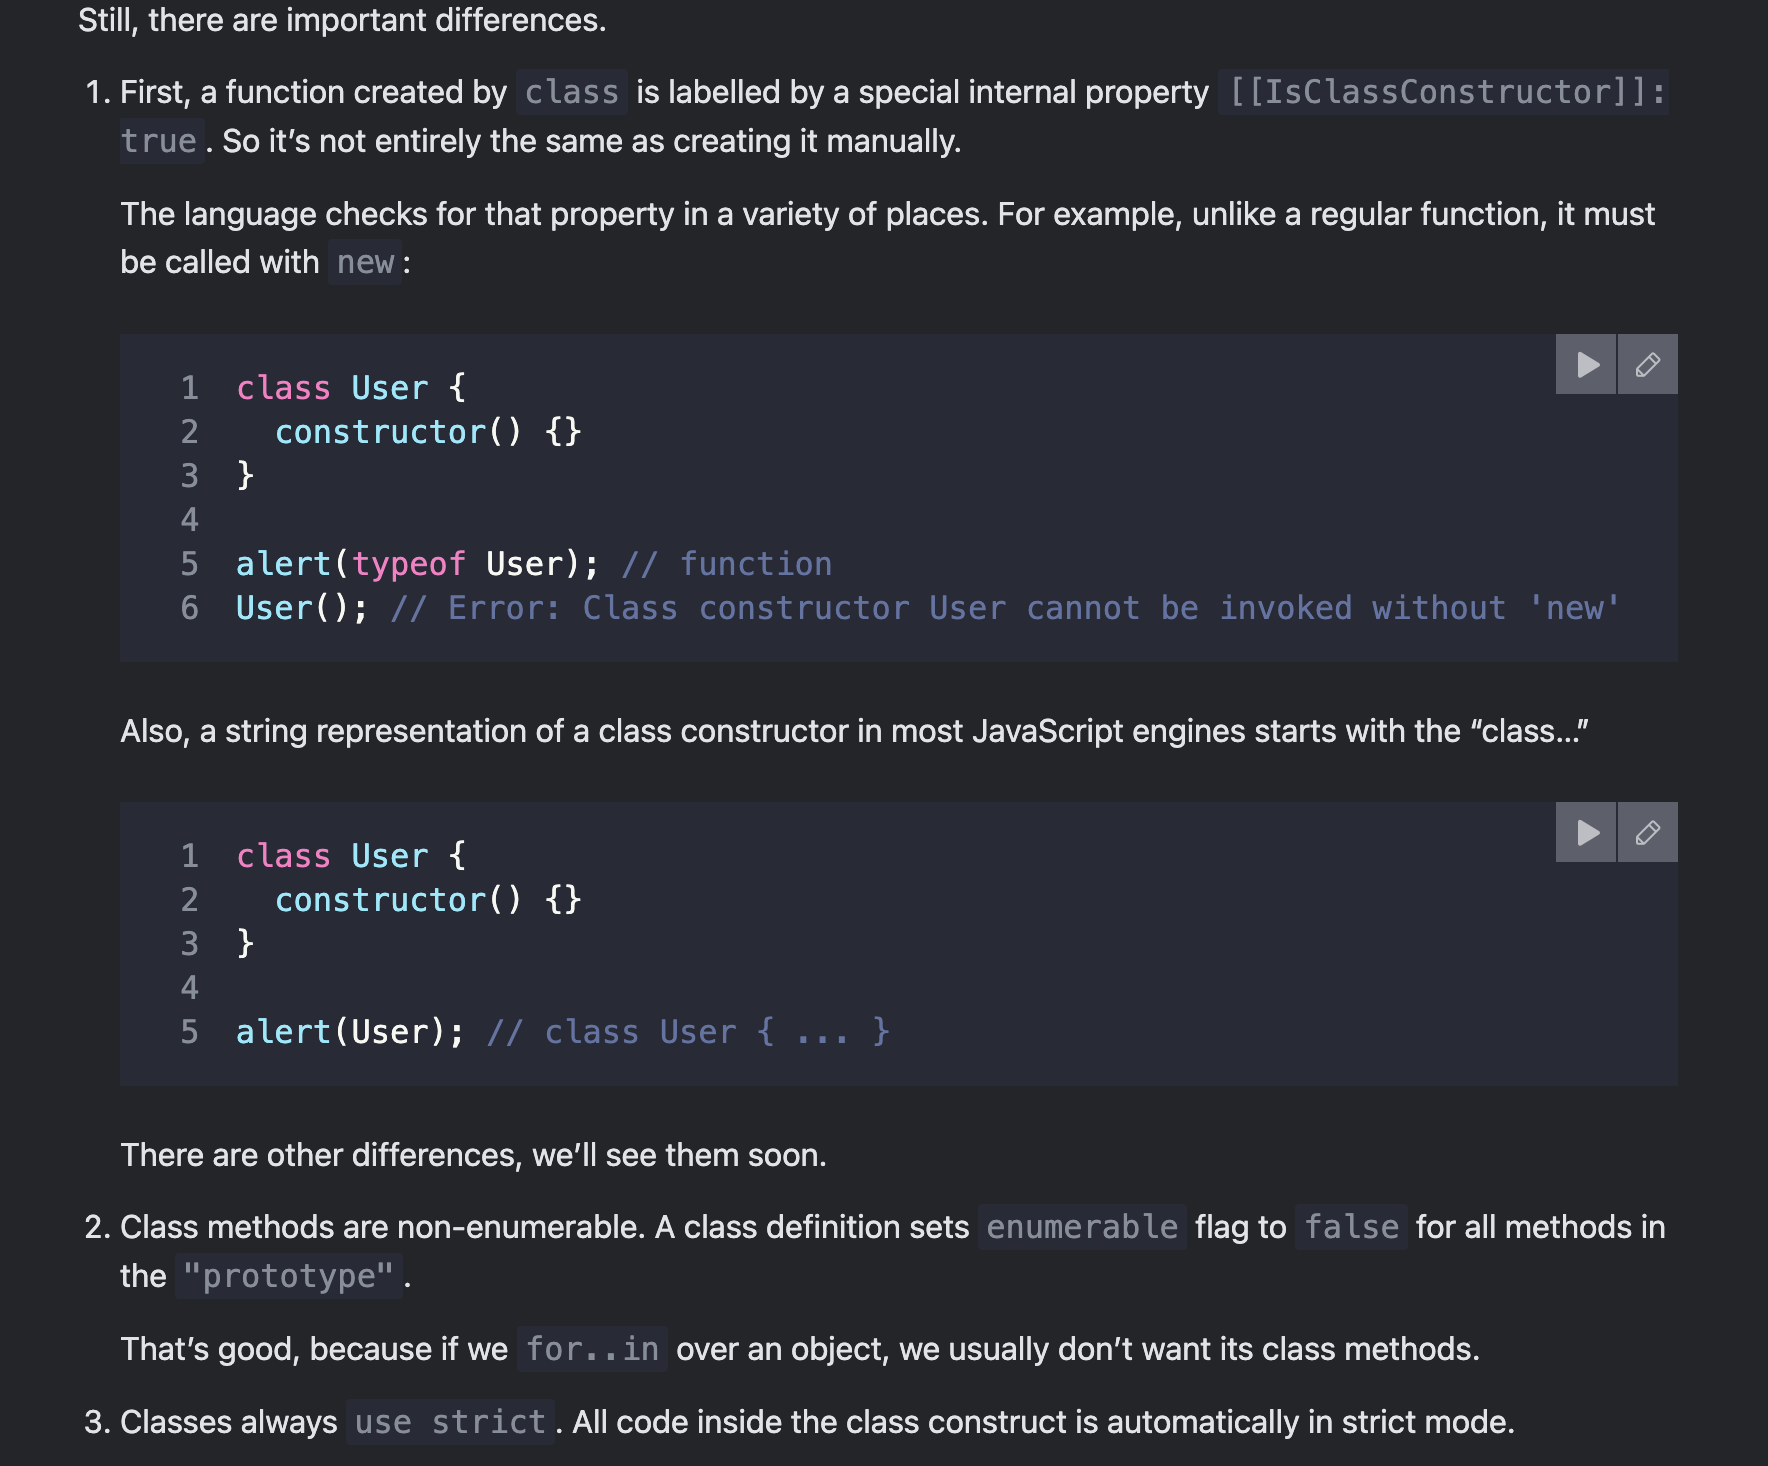 Still, there are important differences.
1. First, a function created by class is labelled by a special internal property [[IsClassConstructor]]:
true. So it’s not entirely the same as creating it manually.
The language checks for that property in a variety of places. For example, unlike a regular function, it must
be called with new:
1 class User {
2   constructor() {}
3 }
4
5 alert(typeof User); // function
6 User(); // Error: Class constructor User cannot be invoked without 'new'
Also, a string representation of a class constructor in most JavaScript engines starts with the “class…”
1 class User {
2   constructor() {}
3 }
4
5 alert(User); // class User { ... }
There are other differences, we’ll see them soon.
2. Class methods are non-enumerable. A class definition sets enumerable flag to false for all methods in
the "prototype".
That’s good, because if we for..in over an object, we usually don’t want its class methods.
3. Classes always use strict. All code inside the class construct is automatically in strict mode.